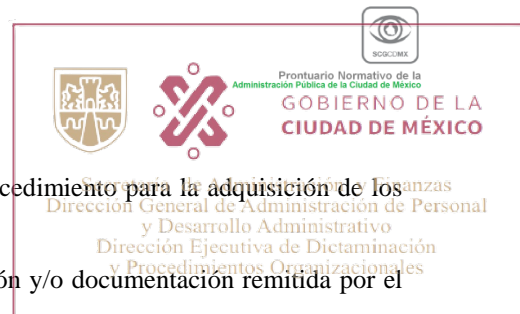 SCGCDMX
Prontuario Normativo de la
Administración Pública de la Ciudad de México
GOBIERNO DE LA
CIUDAD DE MÉXICO
cedimiento para la adquisición de los
Secretaría de Administración y Finanzas
Dirección General de Administración de Personal
y Desarrollo Administrativo
Dirección Ejecutiva de Dictaminación
y Procedimientos Organizacionales
ón y/o documentación remitida por el